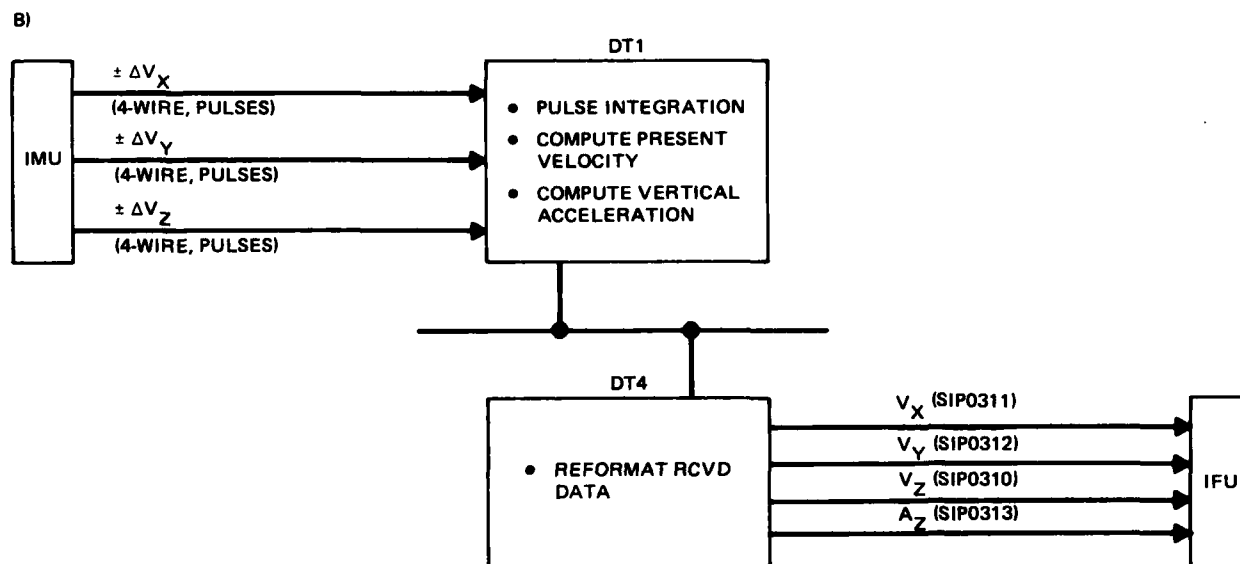 B)
DT1
± ΔVX
(4-WIRE, PULSES)
± ΔVY
(4-WIRE, PULSES)
± ΔVZ
(4-WIRE, PULSES)
IMU
• PULSE INTEGRATION
• COMPUTE PRESENT
VELOCITY
• COMPUTE VERTICAL
ACCELERATION
DT4
• REFORMAT RCVD
DATA
VX (SIP0311)
VY (SIP0312)
VZ (SIP0310)
AZ (SIP0313)
IFU